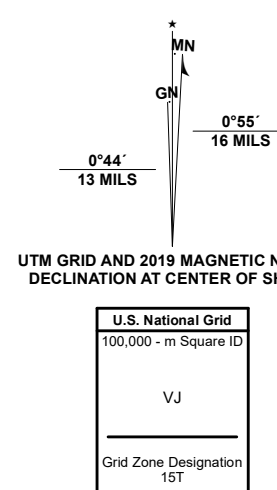 ★
MN
GN
0°55´
16 MILS
0°44´
13 MILS
UTM GRID AND 2019 MAGNETIC N
DECLINATION AT CENTER OF SH
U.S. National Grid
100,000 - m Square ID
VJ
Grid Zone Designation
15T